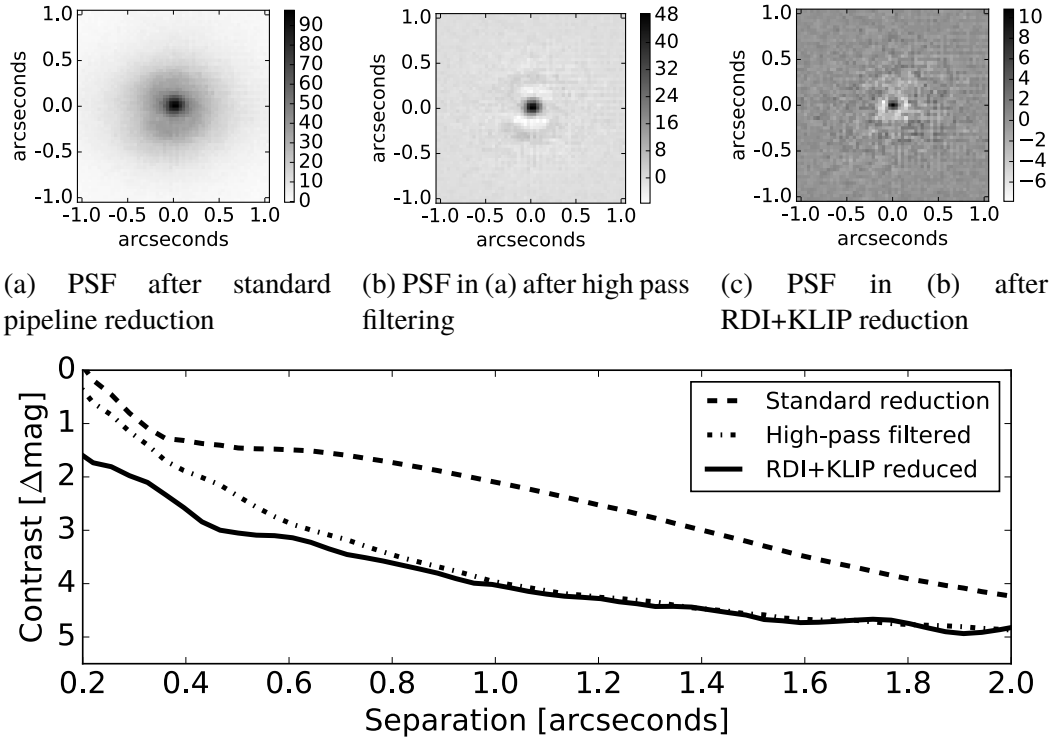 1.0
0.5
0.0
-0.5
-1.0
-1.0 -0.5 0.0 0.5 1.0
arcseconds
arcseconds
90
80
70
60
50
40
30
20
10
0
1.0
0.5
0.0
-0.5
-1.0
-1.0 -0.5 0.0 0.5 1.0
arcseconds
arcseconds
48
40
32
24
16
8
0
1.0
0.5
0.0
-0.5
-1.0
-1.0 -0.5 0.0 0.5 1.0
arcseconds
arcseconds
10
8
6
4
2
0
−2
−4
−6
(a) PSF after standard
pipeline reduction
(b) PSF in (a) after high pass
filtering
(c) PSF in (b) after
RDI+KLIP reduction
0
1
2
3
4
5
Contrast [Δmag]
Standard reduction
High-pass filtered
RDI+KLIP reduced
0.2 0.4 0.6 0.8 1.0 1.2 1.4 1.6 1.8 2.0
Separation [arcseconds]